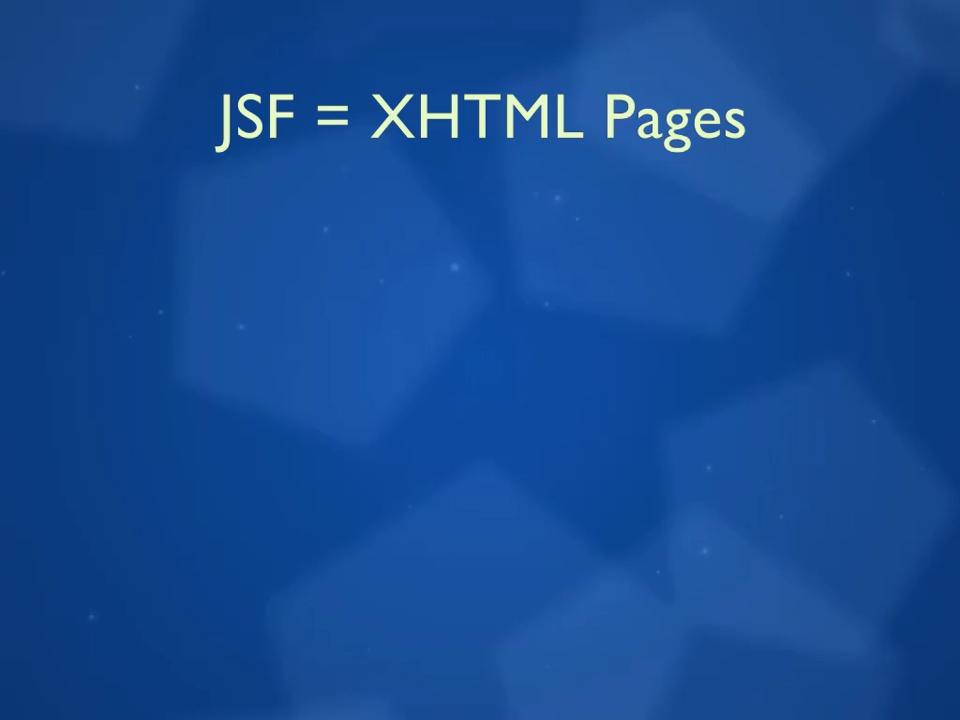 JSF = XHTML Pages